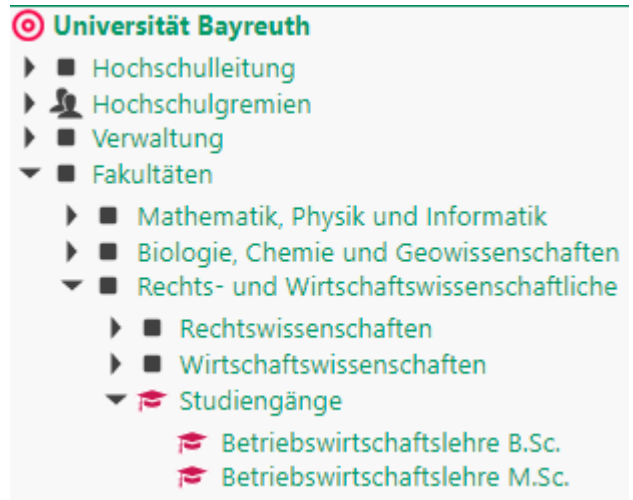 Universität Bayreuth
Hochschulleitung
Hochschulgremien
Verwaltung
Fakultäten
Mathematik, Physik und Informatik
Biologie, Chemie und Geowissenschaften
Rechts- und Wirtschaftswissenschaftliche
Rechtswissenschaften
Wirtschaftswissenschaften
Studiengänge
Betriebswirtschaftslehre B.Sc.
Betriebswirtschaftslehre M.Sc.